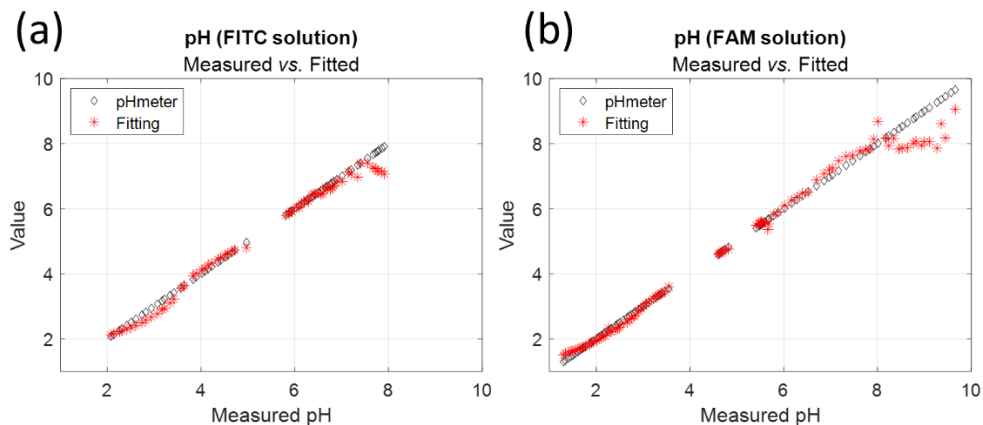 (a)
pH (FITC solution)
Measured vs. Fitted
pHmeter
Fitting
10
8
6
4
2
Value
2 4 6 8 10
Measured pH
(b)
pH (FAM solution)
Measured vs. Fitted
pHmeter
Fitting
10
8
6
4
2
Value
2 4 6 8 10
Measured pH